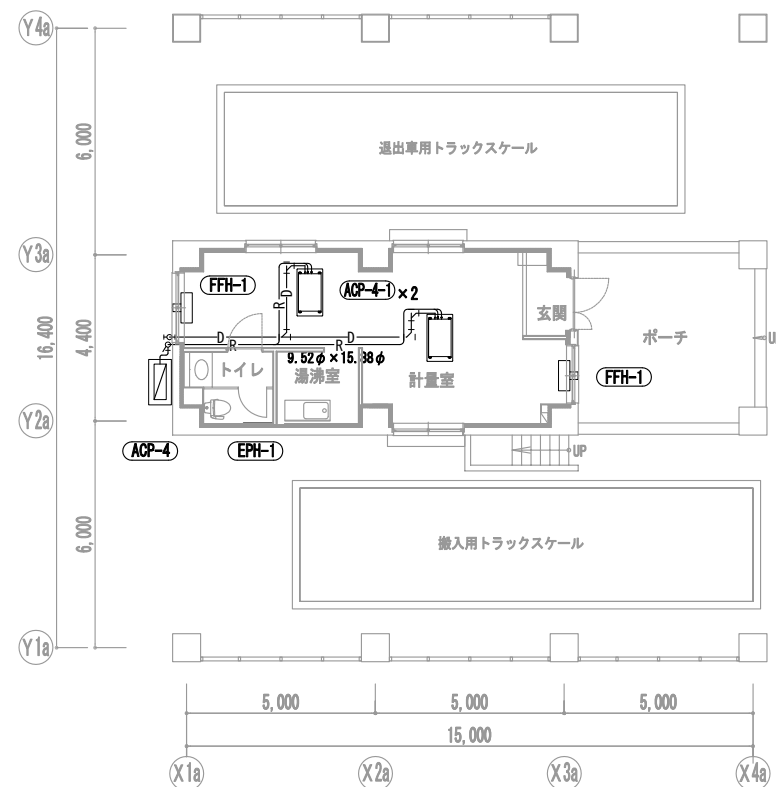 Y4a
6,000
退出車用トラックスケール
Y3a
FFH-1
ACP-4-1 ×2
玄関
ポーチ
16,400
4,400
R
D
D
R
D
R
9.52φ×15.88φ
トイレ
湯沸室
計量室
FFH-1
Y2a
ACP-4
EPH-1
UP
6,000
搬入用トラックスケール
Y1a
5,000
5,000
5,000
15,000
X1a
X2a
X3a
X4a